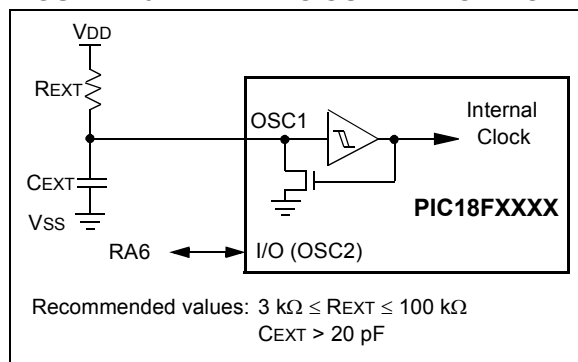 VDD
REXT
OSC1
Internal
Clock
CEXT
PIC18FXXXX
VSS
RA6
I/O (OSC2)
Recommended values: 3 kΩ ≤ REXT ≤ 100 kΩ
CEXT > 20 pF